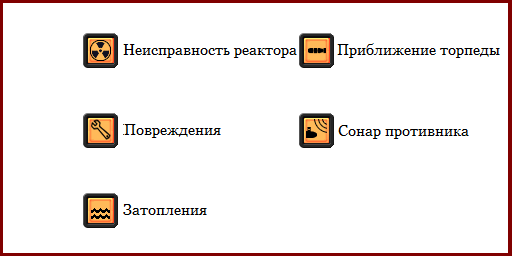 Неисправность реактора
Приближение торпеды
Повреждения
Сонар противника
Затопления